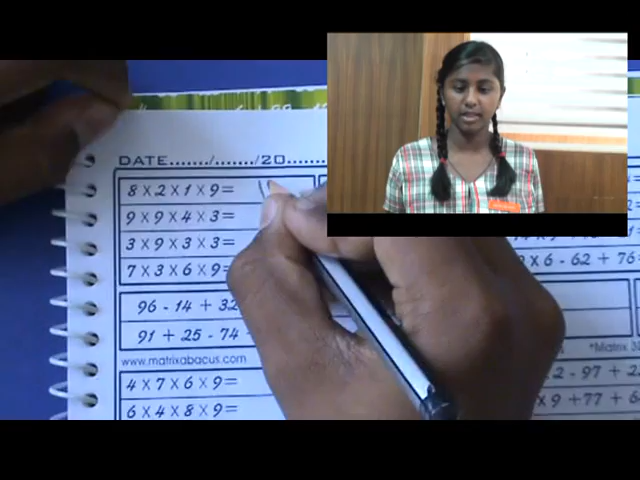 DATE......./......./20.......
8 x 2 x 1 x 9=
9 x 9 x 4 x 3=
3 x 9 x 3 x 3=
7 x 3 x 6 x 9=
x 6 - 62 + 76=
96 - 14 + 32
91 + 25 - 74
www.matrixabacus.com
*Matrix
4 x 7 x 6 x 9=
2 - 97 + 2
6 x 4 x 8 x 9=
x 9 +77 + 6